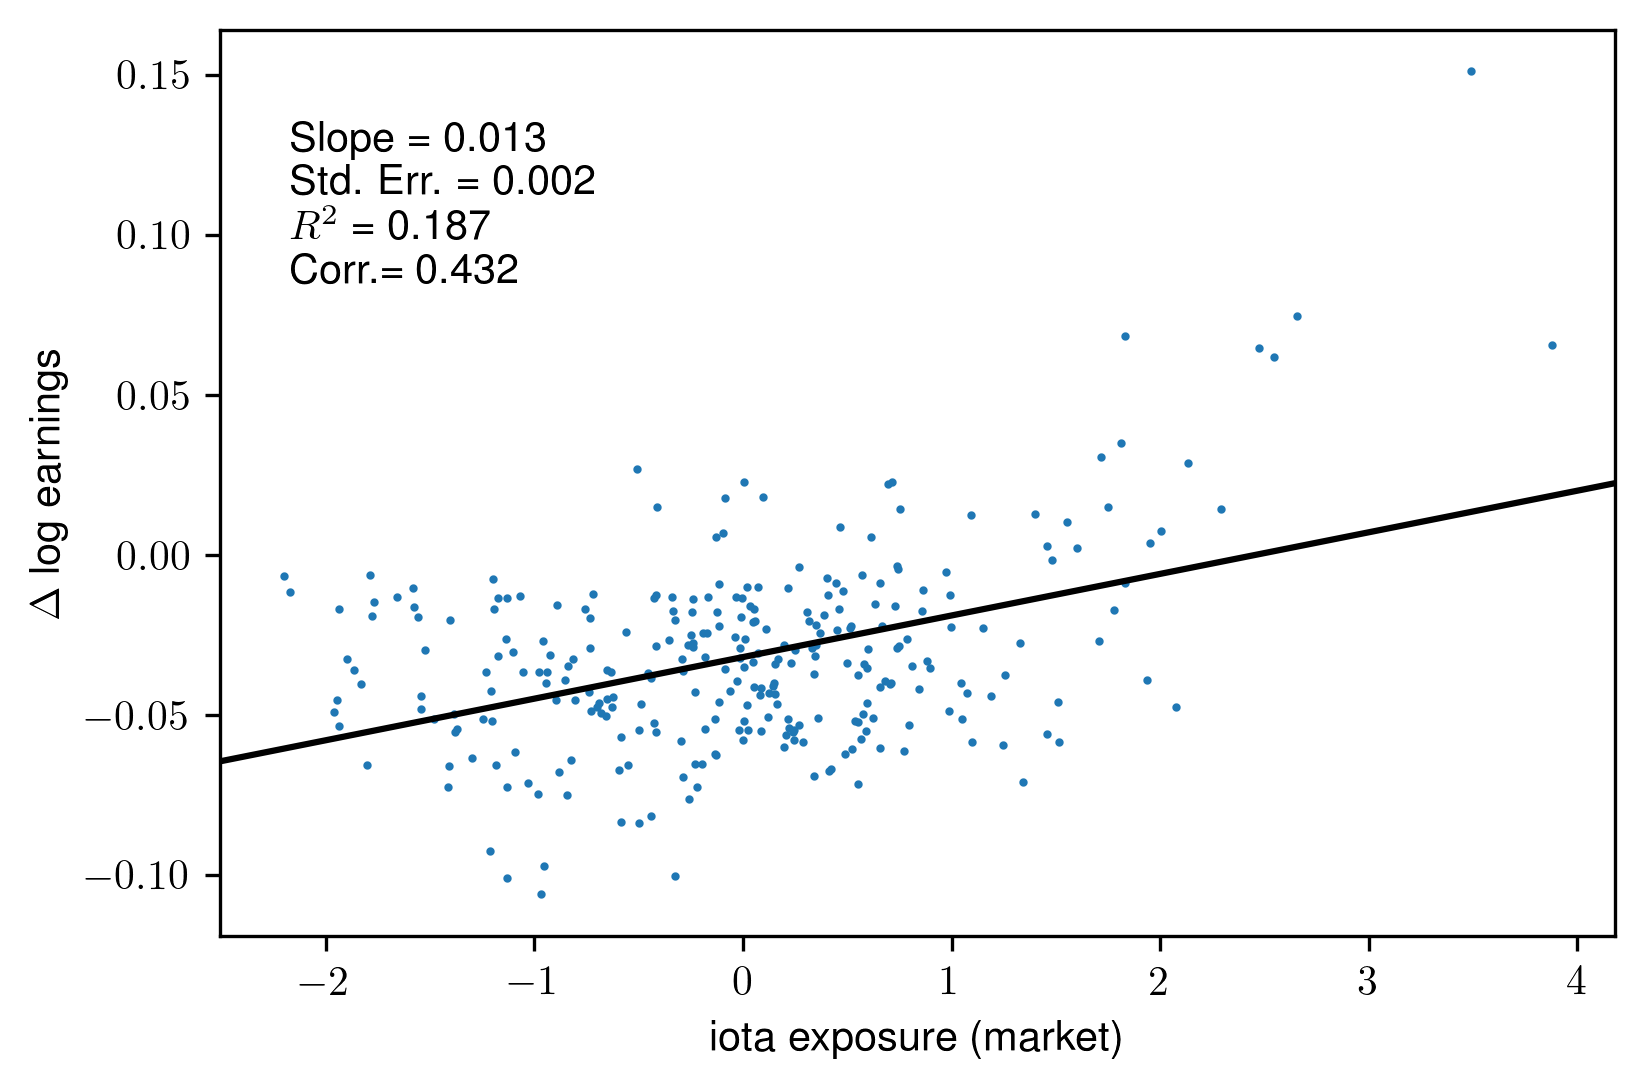 0.15
0.10
0.05
0.00
−0.05
−0.10
Slope = 0.013
Std. Err. = 0.002
R² = 0.187
Corr.= 0.432
Δ log earnings
−2 −1 0 1 2 3 4
iota exposure (market)